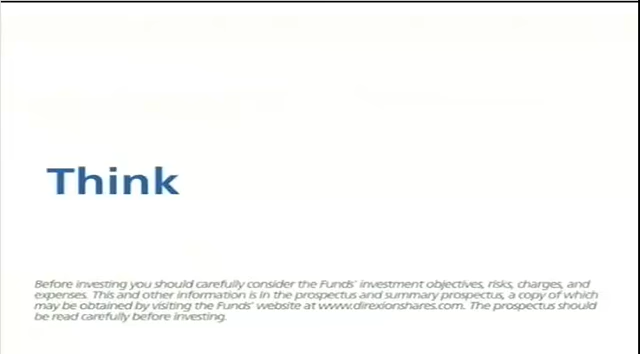 Think
Before investing you should carefully consider the Funds' investment objectives, risks, charges, and
expenses. This and other information is in the prospectus and summary prospectus, a copy of which
may be obtained by visiting the Funds' website at www.direxionshares.com. The prospectus should
be read carefully before investing.